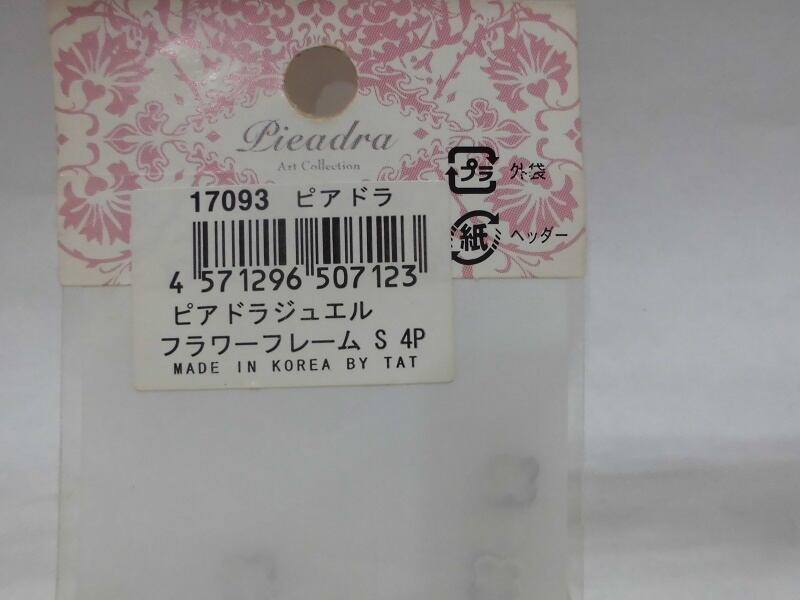 Pieadra
Art Collection
プラ 外袋
紙 ヘッダー
17093 ピアドラ
4 571296 507123
ピアドラジュエル
フラワーフレーム S 4P
MADE IN KOREA BY TAT